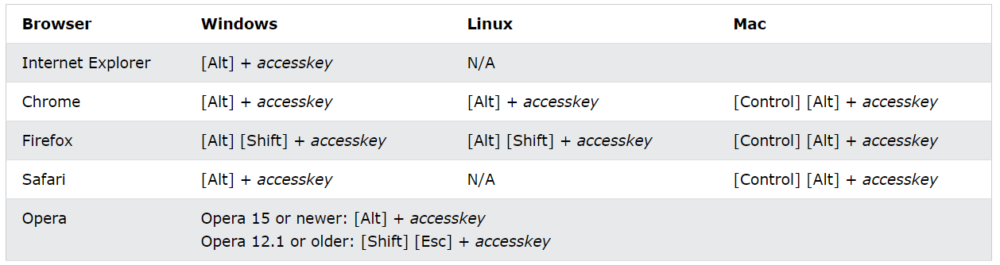 Browser Windows Linux Mac
Internet Explorer [Alt] + accesskey N/A
Chrome [Alt] + accesskey [Alt] + accesskey [Control] [Alt] + accesskey
Firefox [Alt] [Shift] + accesskey [Alt] [Shift] + accesskey [Control] [Alt] + accesskey
Safari [Alt] + accesskey N/A [Control] [Alt] + accesskey
Opera Opera 15 or newer: [Alt] + accesskey
Opera 12.1 or older: [Shift] [Esc] + accesskey